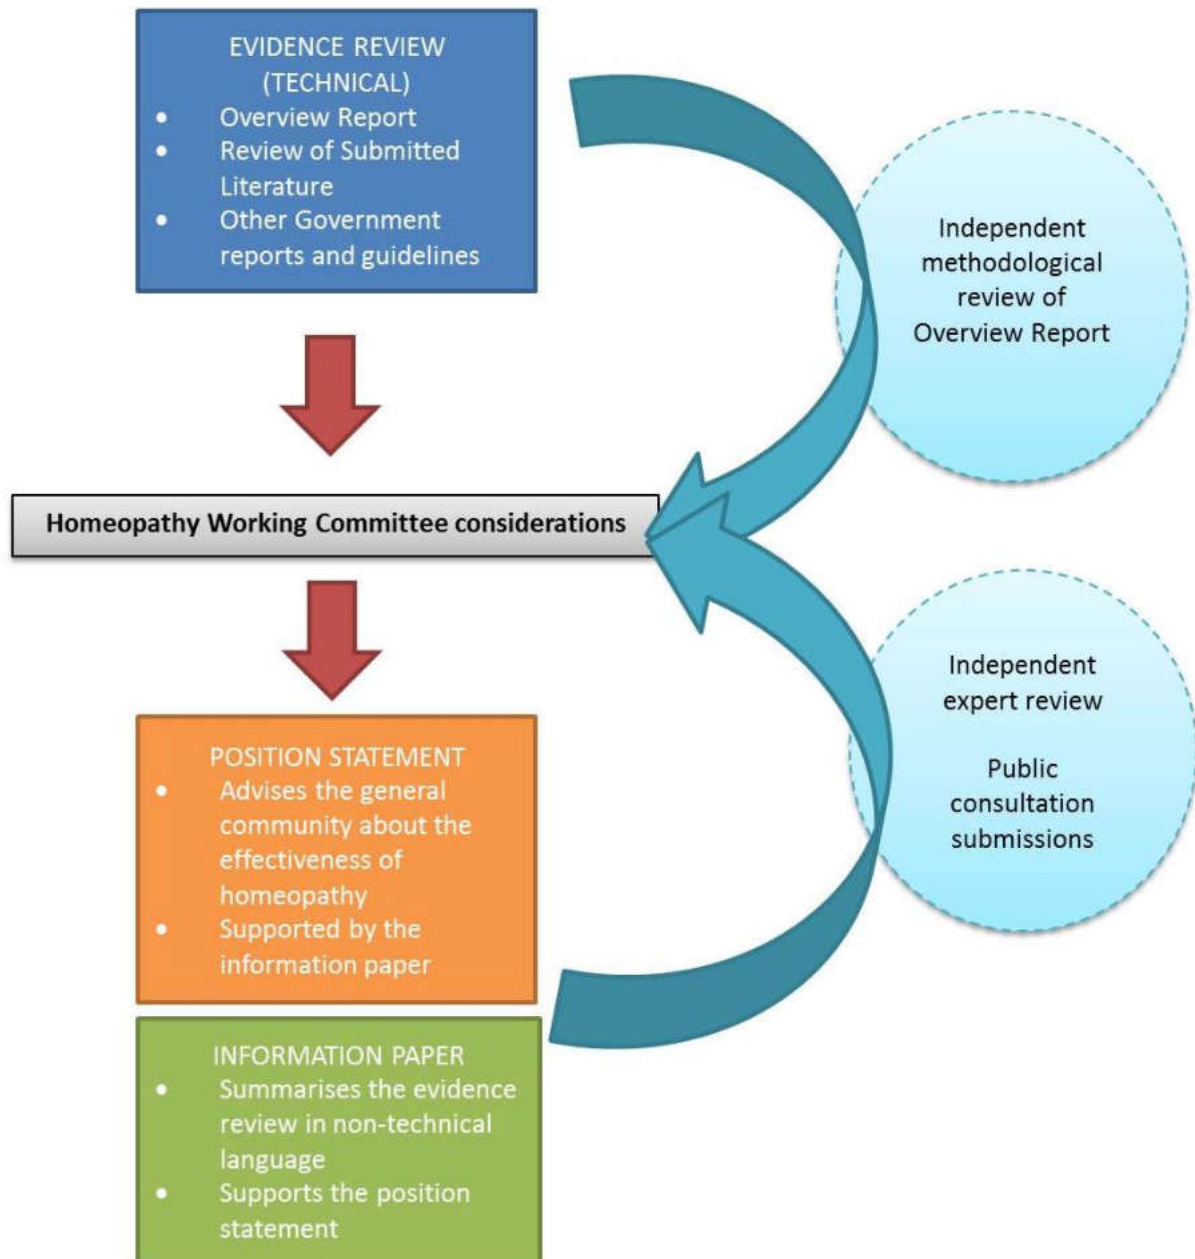 EVIDENCE REVIEW
(TECHNICAL)
• Overview Report
• Review of Submitted
Literature
• Other Government
reports and guidelines
Independent
methodological
review of
Overview Report
Homeopathy Working Committee considerations
POSITION STATEMENT
• Advises the general
community about the
effectiveness of
homeopathy
• Supported by the
information paper
Independent
expert review
Public
consultation
submissions
INFORMATION PAPER
• Summarises the evidence
review in non-technical
language
• Supports the position
statement